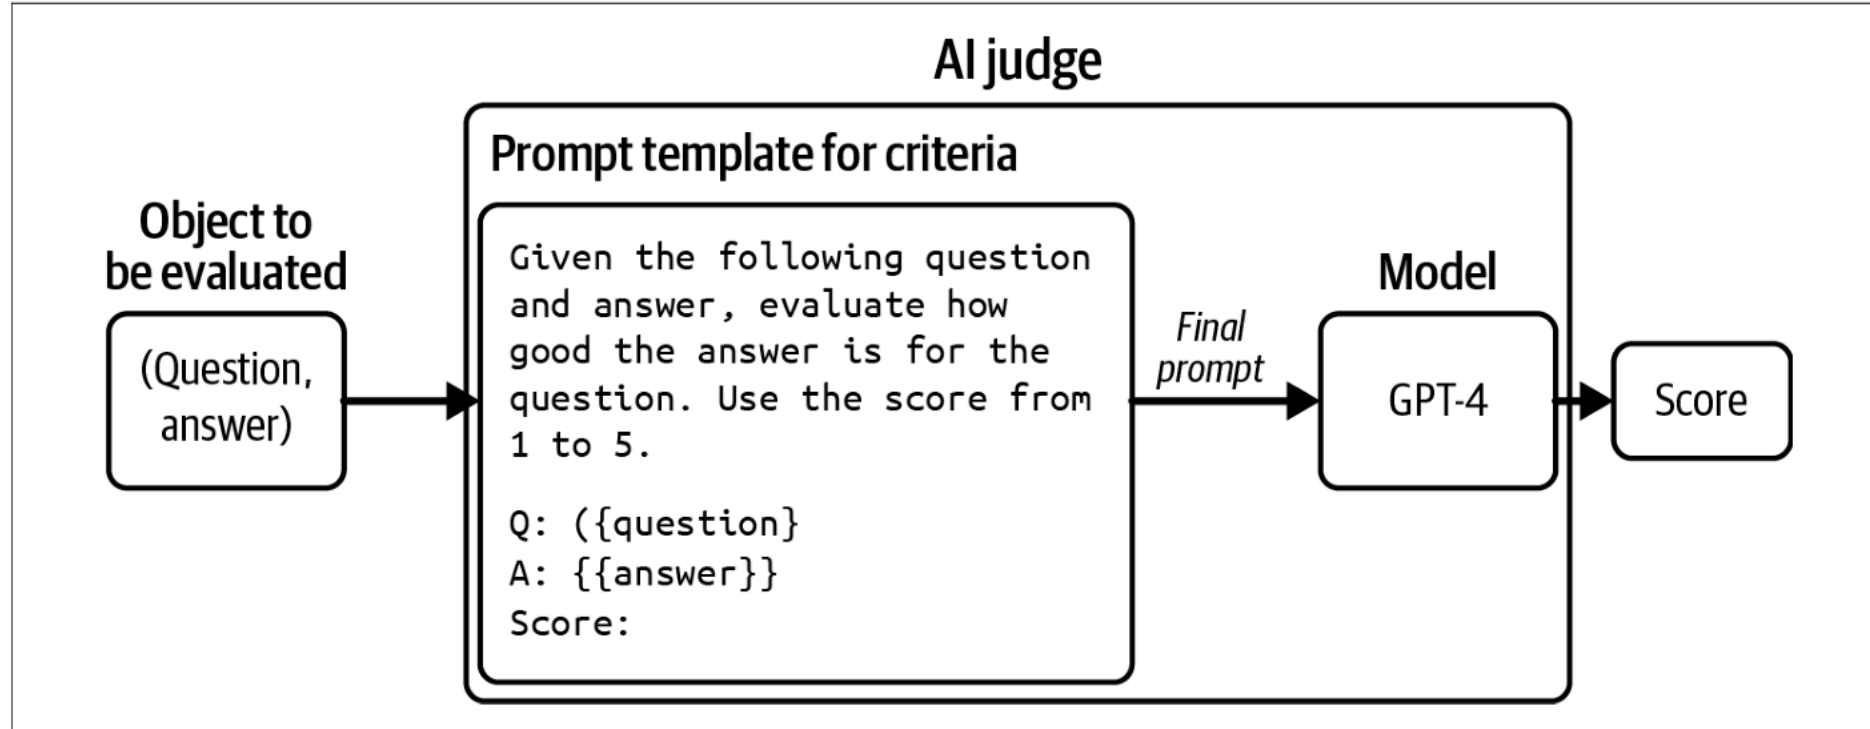 AI judge
Prompt template for criteria
Object to
be evaluated
(Question,
answer)
Given the following question
and answer, evaluate how
good the answer is for the
question. Use the score from
1 to 5.
Q: ({question}
A: {{answer}}
Score:
Final
prompt
Model
GPT-4
Score